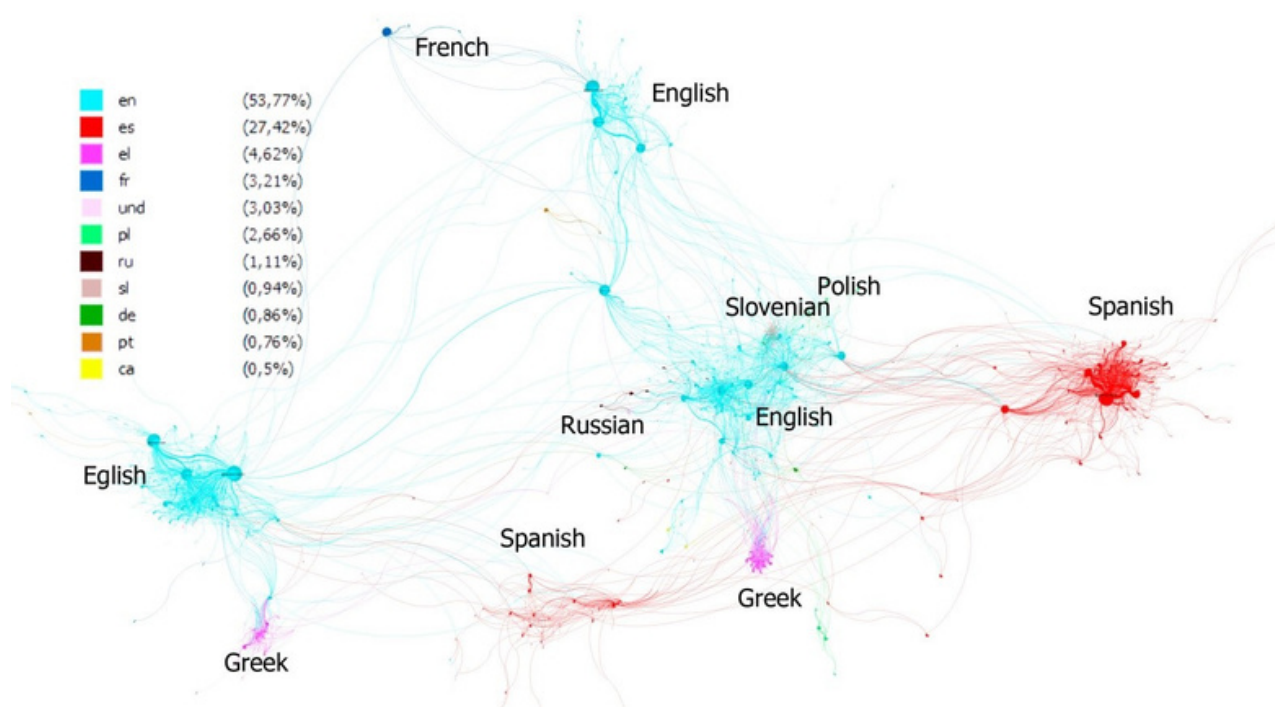 French
English
en (53,77%)
es (27,42%)
el (4,62%)
fr (3,21%)
und (3,03%)
pl (2,66%)
ru (1,11%)
sl (0,94%)
de (0,86%)
pt (0,76%)
ca (0,5%)
Polish
Slovenian
Spanish
Russian
English
Eglish
Spanish
Greek
Greek